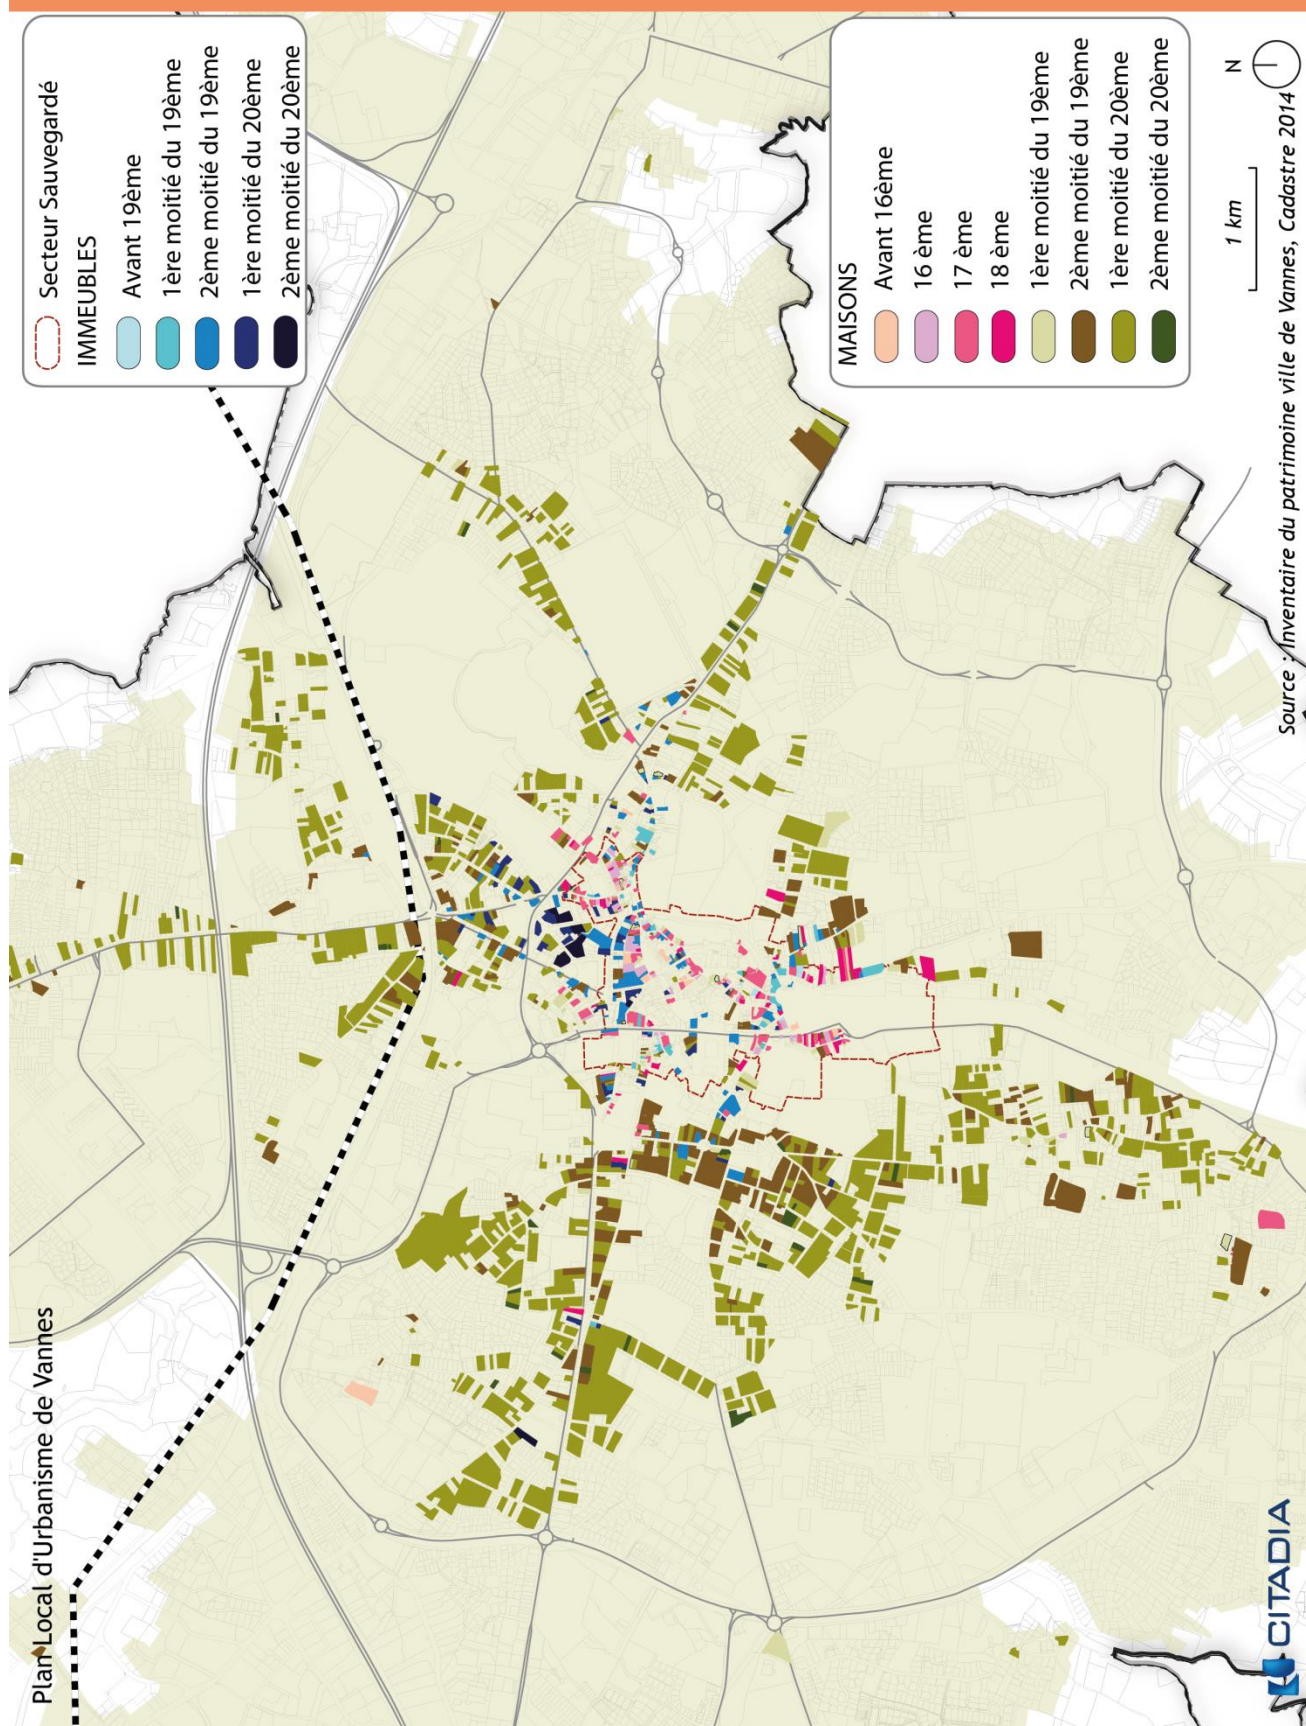 Plan Local d'Urbanisme de Vannes
Secteur Sauvegardé
IMMEUBLES
Avant 19ème
1ère moitié du 19ème
2ème moitié du 19ème
1ère moitié du 20ème
2ème moitié du 20ème
MAISONS
Avant 16ème
16 ème
17 ème
18 ème
1ère moitié du 19ème
2ème moitié du 19ème
1ère moitié du 20ème
2ème moitié du 20ème
N
1 km
Source : Inventaire du patrimoine ville de Vannes, Cadastre 2014
CITADIA